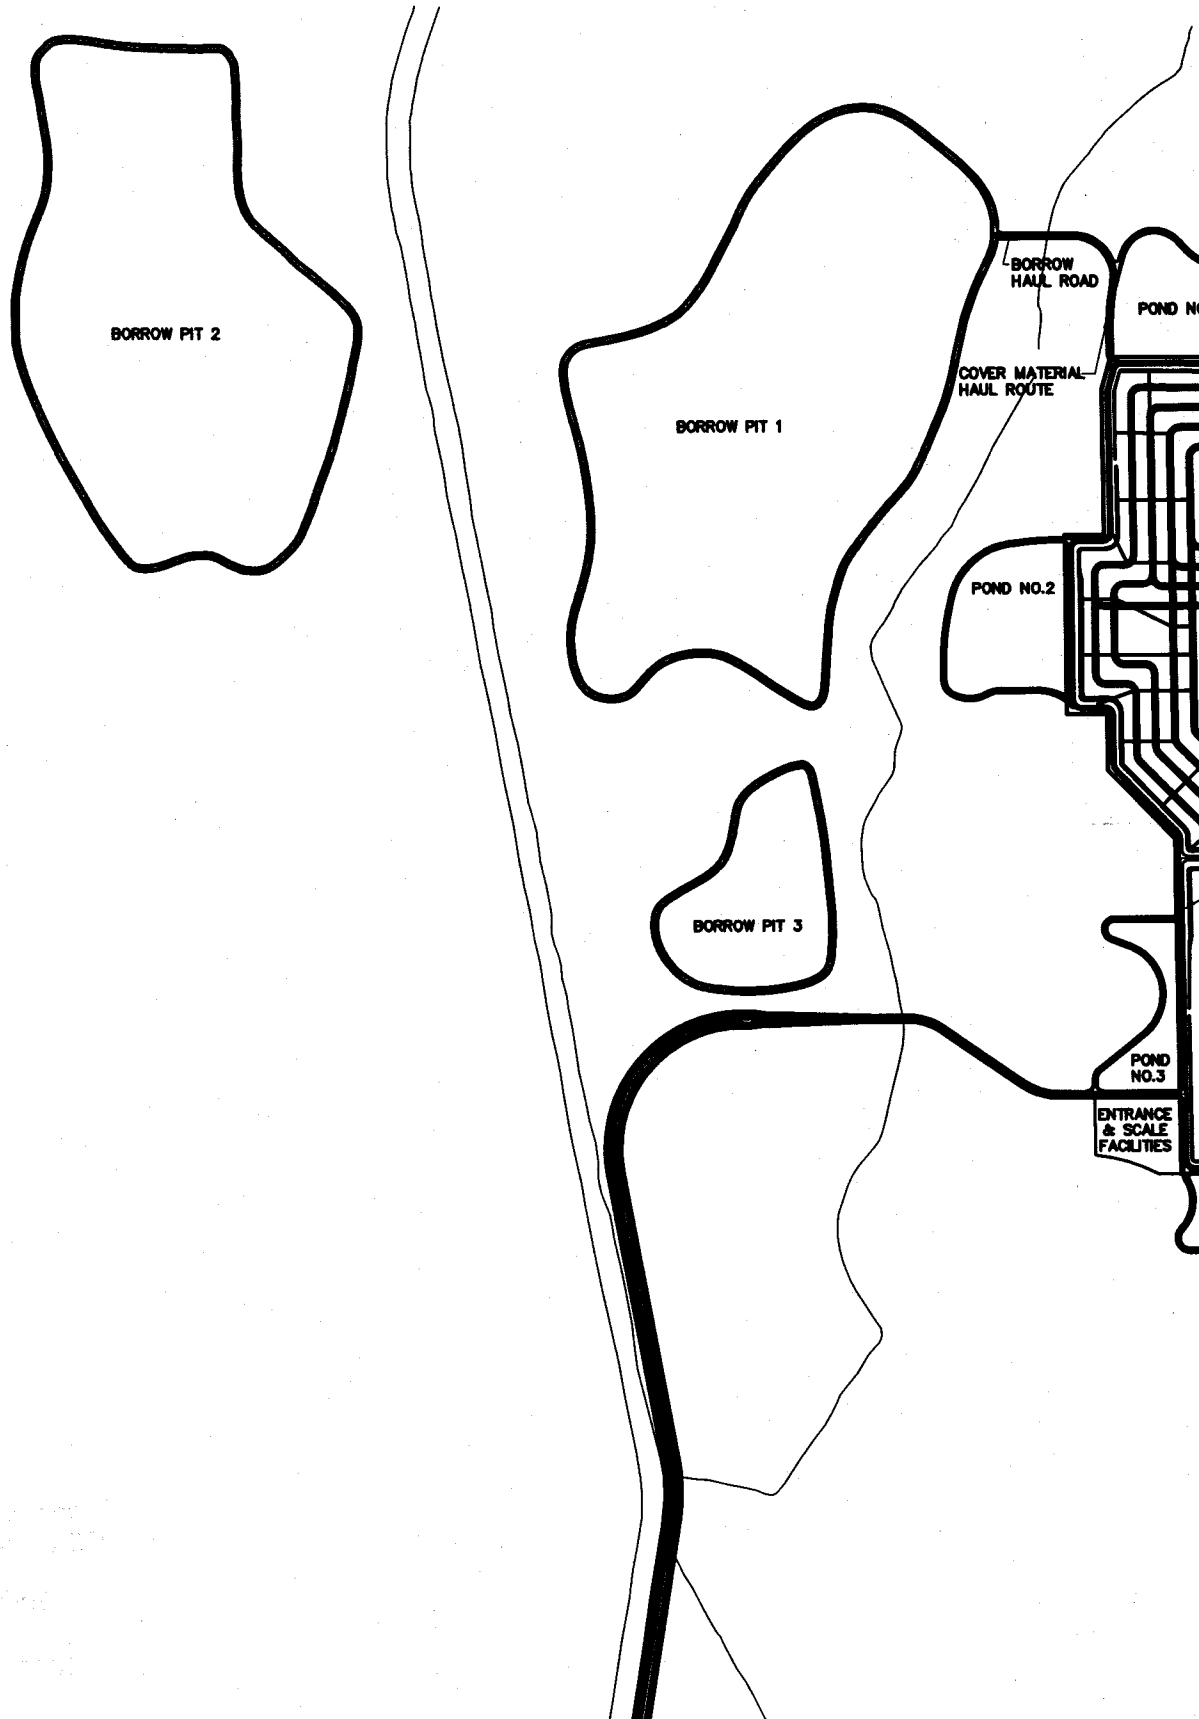 BORROW
HAUL ROAD
POND NO
BORROW PIT 2
COVER MATERIAL
HAUL ROUTE
BORROW PIT 1
POND NO.2
BORROW PIT 3
POND
NO.3
ENTRANCE
& SCALE
FACILITIES